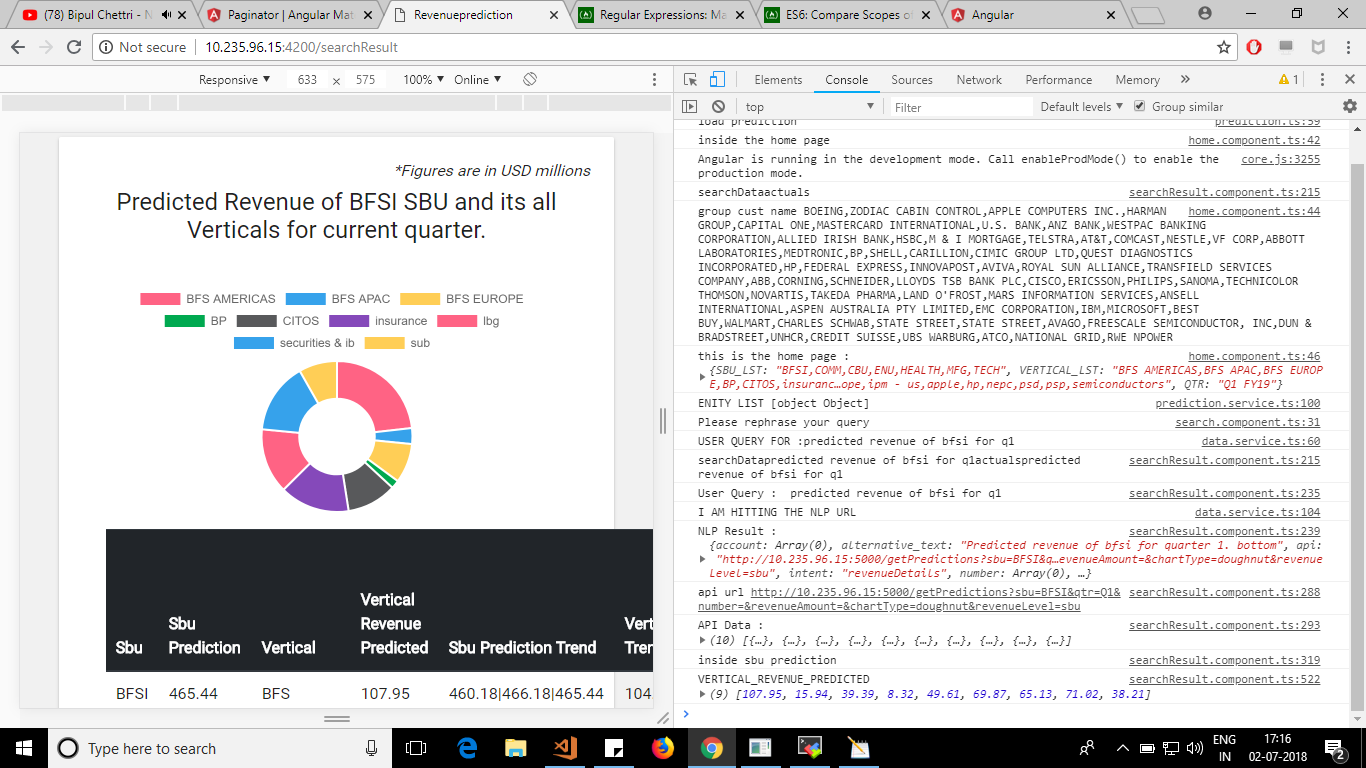 (78) Bipul Chettri - N
Paginator | Angular Mat
Revenueprediction
Regular Expressions: Ma
ES6: Compare Scopes of
Angular
Not secure
10.235.96.15:4200/searchResult
Responsive
633 x 575
100%
Online
Elements
Console
Sources
Network
Performance
Memory
1
top
Filter
Default levels
Group similar
*Figures are in USD millions
Predicted Revenue of BFSI SBU and its all
Verticals for current quarter.
BFS AMERICAS
BFS APAC
BFS EUROPE
BP
CITOS
insurance
lbg
securities & ib
sub
Sbu
Sbu
Prediction
Vertical
Vertical
Revenue
Predicted
Sbu Prediction Trend
Vert
Tren
BFSI 465.44 BFS 107.95 460.18|466.18|465.44 104.
load prediction prediction.ts:59
inside the home page home.component.ts:42
Angular is running in the development mode. Call enableProdMode() to enable the core.js:3255
production mode.
searchDataactuals searchResult.component.ts:215
group cust name BOEING,ZODIAC CABIN CONTROL,APPLE COMPUTERS INC.,HARMAN home.component.ts:44
GROUP,CAPITAL ONE,MASTERCARD INTERNATIONAL,U.S. BANK,ANZ BANK,WESTPAC BANKING
CORPORATION,ALLIED IRISH BANK,HSBC,M & I MORTGAGE,TELSTRA,AT&T,COMCAST,NESTLE,VF CORP,ABBOTT
LABORATORIES,MEDTRONIC,BP,SHELL,CARILLION,CIMIC GROUP LTD,QUEST DIAGNOSTICS
INCORPORATED,HP,FEDERAL EXPRESS,INNOVAPOST,AVIVA,ROYAL SUN ALLIANCE,TRANSFIELD SERVICES
COMPANY,ABB,CORNING,SCHNEIDER,LLOYDS TSB BANK PLC,CISCO,ERICSSON,PHILIPS,SANOMA,TECHNICOLOR
THOMSON,NOVARTIS,TAKEDA PHARMA,LAND O'FROST,MARS INFORMATION SERVICES,ANSELL
INTERNATIONAL,ASPEN AUSTRALIA PTY LIMITED,EMC CORPORATION,IBM,MICROSOFT,BEST
BUY,WALMART,CHARLES SCHWAB,STATE STREET,STATE STREET,AVAGO,FREESCALE SEMICONDUCTOR, INC,DUN &
BRADSTREET,UNHCR,CREDIT SUISSE,UBS WARBURG,ATCO,NATIONAL GRID,RWE NPOWER
this is the home page : home.component.ts:46
{SBU_LST: "BFSI,COMM,CBU,ENU,HEALTH,MFG,TECH", VERTICAL_LST: "BFS AMERICAS,BFS APAC,BFS EUROP
E,BP,CITOS,insuranc…ope,ipm - us,apple,hp,nepc,psd,psp,semiconductors", QTR: "Q1 FY19"}
ENITY LIST [object Object] prediction.service.ts:100
Please rephrase your query search.component.ts:31
USER QUERY FOR :predicted revenue of bfsi for q1 data.service.ts:60
searchDatapredicted revenue of bfsi for q1actualspredicted searchResult.component.ts:215
revenue of bfsi for q1
User Query : predicted revenue of bfsi for q1 searchResult.component.ts:235
I AM HITTING THE NLP URL data.service.ts:104
NLP Result : searchResult.component.ts:239
{account: Array(0), alternative_text: "Predicted revenue of bfsi for quarter 1. bottom", api:
"http://10.235.96.15:5000/getPredictions?sbu=BFSI&q…evenueAmount=&chartType=doughnut&revenue
Level=sbu", intent: "revenueDetails", number: Array(0), …}
api url http://10.235.96.15:5000/getPredictions?sbu=BFSI&qtr=Q1& searchResult.component.ts:288
number=&revenueAmount=&chartType=doughnut&revenueLevel=sbu
API Data : searchResult.component.ts:293
(10) [{…}, {…}, {…}, {…}, {…}, {…}, {…}, {…}, {…}, {…}]
inside sbu prediction searchResult.component.ts:319
VERTICAL_REVENUE_PREDICTED searchResult.component.ts:522
(9) [107.95, 15.94, 39.39, 8.32, 49.61, 69.87, 65.13, 71.02, 38.21]
Type here to search
ENG
IN
17:16
02-07-2018
2